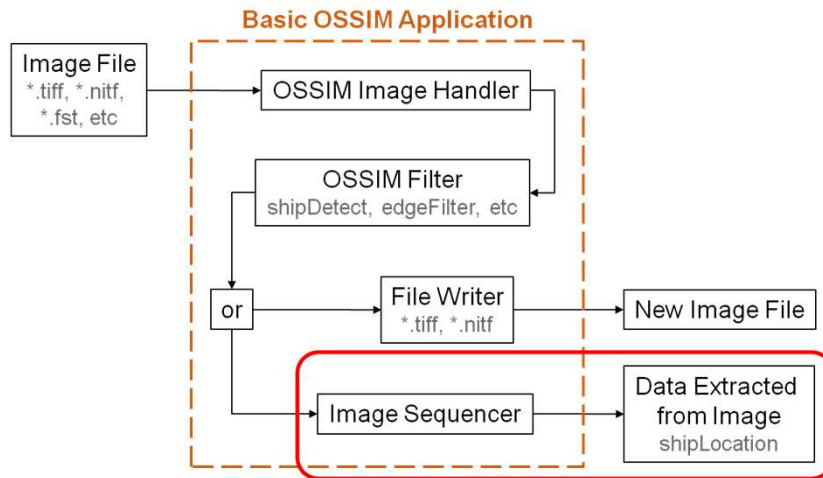 Basic OSSIM Application
Image File
*.tiff, *.nitf,
*.fst, etc
OSSIM Image Handler
OSSIM Filter
shipDetect, edgeFilter, etc
or
File Writer
*.tiff, *.nitf
New Image File
Image Sequencer
Data Extracted
from Image
shipLocation